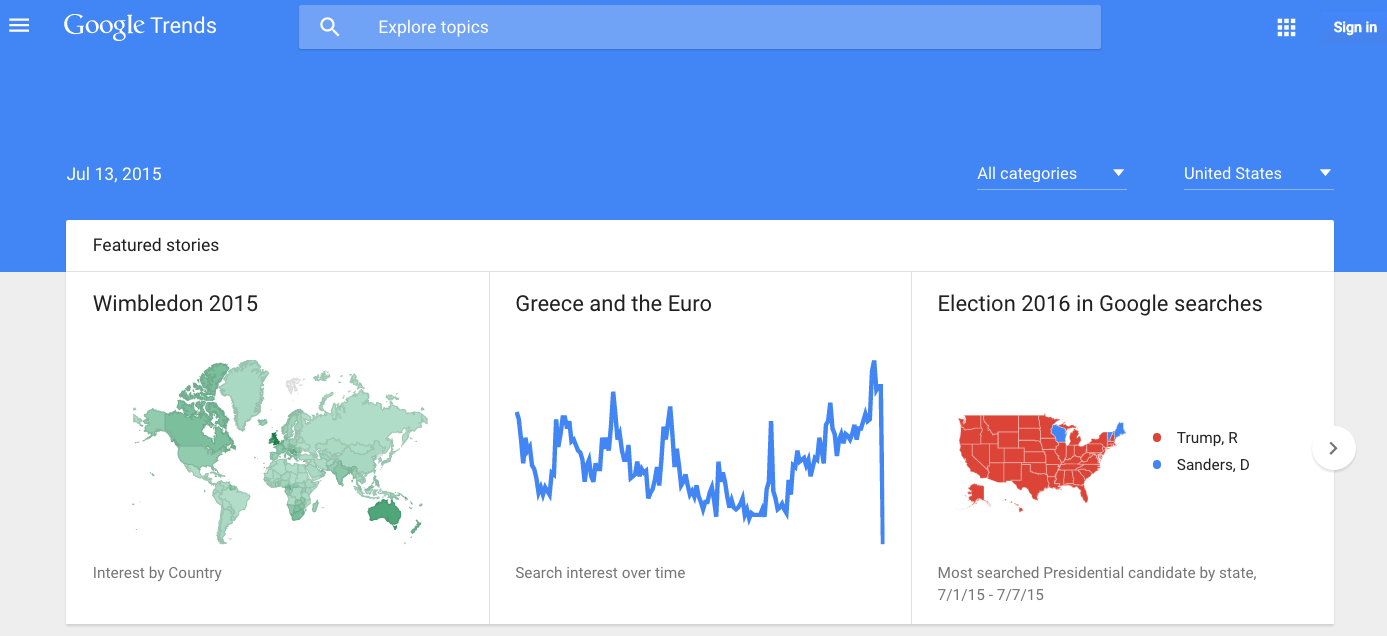 Google Trends
Explore topics
Sign in
Jul 13, 2015
All categories
United States
Featured stories
Wimbledon 2015
Interest by Country
Greece and the Euro
Search interest over time
Election 2016 in Google searches
Trump, R
Sanders, D
Most searched Presidential candidate by state,
7/1/15 - 7/7/15